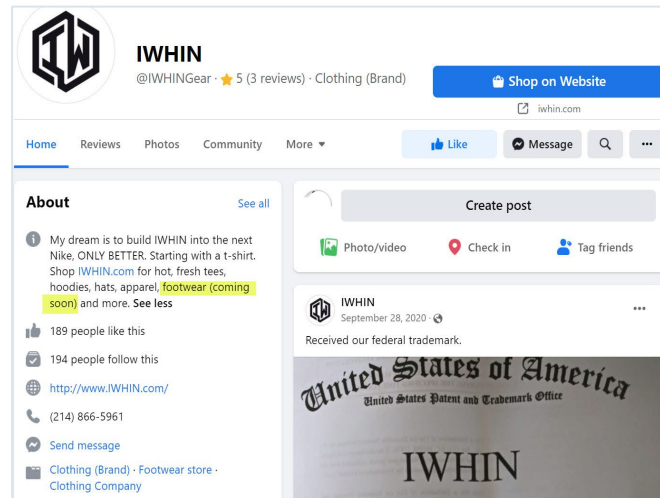 IW
IWHIN
@IWHINGear · ⭐ 5 (3 reviews) · Clothing (Brand)
Shop on Website
iwhin.com
Home Reviews Photos Community More ▼
Like Message
About See all
My dream is to build IWHIN into the next
Nike, ONLY BETTER. Starting with a t-shirt.
Shop IWHIN.com for hot, fresh tees,
hoodies, hats, apparel, footwear (coming
soon) and more. See less
189 people like this
194 people follow this
http://www.IWHIN.com/
(214) 866-5961
Send message
Clothing (Brand) · Footwear store ·
Clothing Company
Create post
Photo/video Check in Tag friends
IWHIN
September 28, 2020 ·
Received our federal trademark.
United States of America
United States Patent and Trademark Office
IWHIN